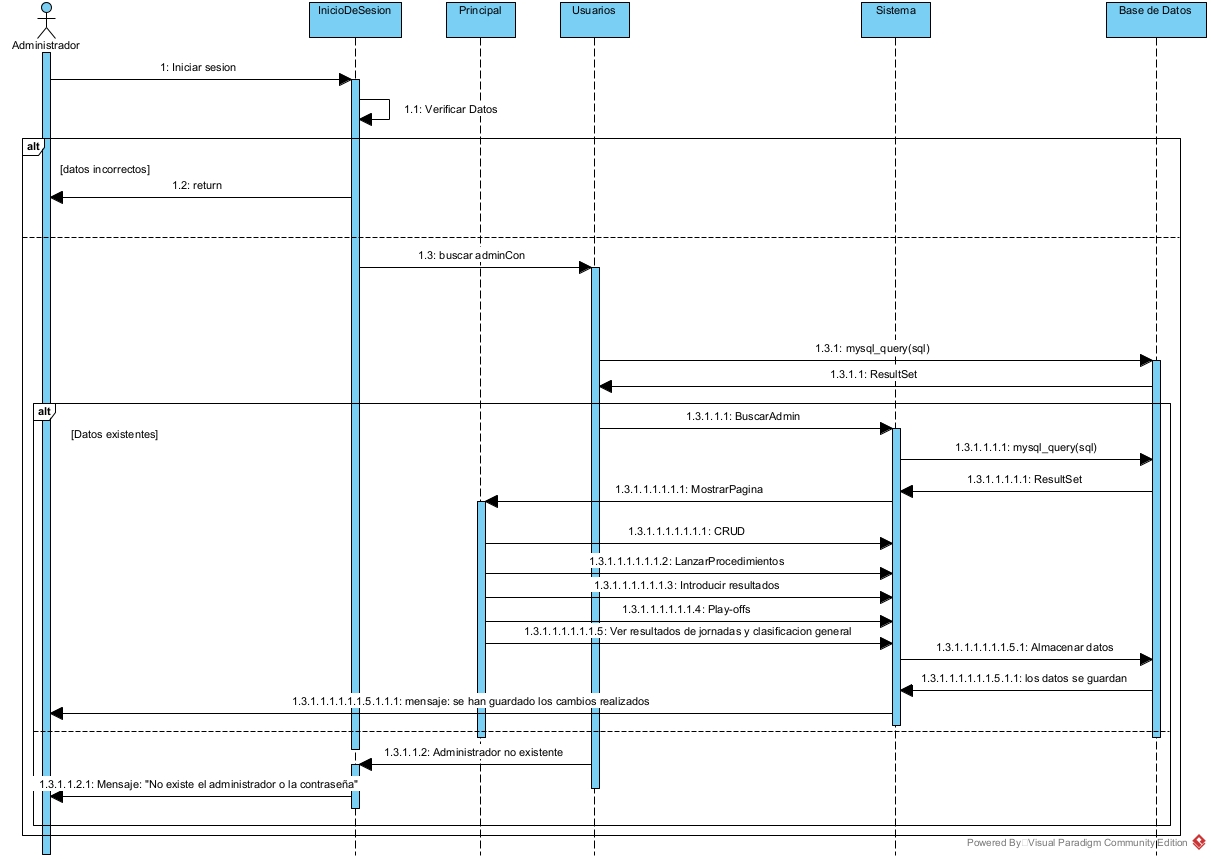 InicioDeSesion
Principal
Usuarios
Sistema
Base de Datos
Administrador
1: Iniciar sesion
1.1: Verificar Datos
alt
[datos incorrectos]
1.2: return
1.3: buscar adminCon
1.3.1: mysql_query(sql)
1.3.1.1: ResultSet
alt
[Datos existentes]
1.3.1.1.1: BuscarAdmin
1.3.1.1.1.1: mysql_query(sql)
1.3.1.1.1.1.1: ResultSet
1.3.1.1.1.1.1.1: MostrarPagina
1.3.1.1.1.1.1.1.1: CRUD
1.3.1.1.1.1.1.1.2: LanzarProcedimientos
1.3.1.1.1.1.1.1.3: Introducir resultados
1.3.1.1.1.1.1.1.4: Play-offs
1.3.1.1.1.1.1.1.5: Ver resultados de jornadas y clasificacion general
1.3.1.1.1.1.1.1.5.1: Almacenar datos
1.3.1.1.1.1.1.1.5.1.1: los datos se guardan
1.3.1.1.1.1.1.1.5.1.1.1: mensaje: se han guardado los cambios realizados
1.3.1.1.2: Administrador no existente
1.3.1.1.2.1: Mensaje: "No existe el administrador o la contraseña"
Powered By Visual Paradigm Community Edition